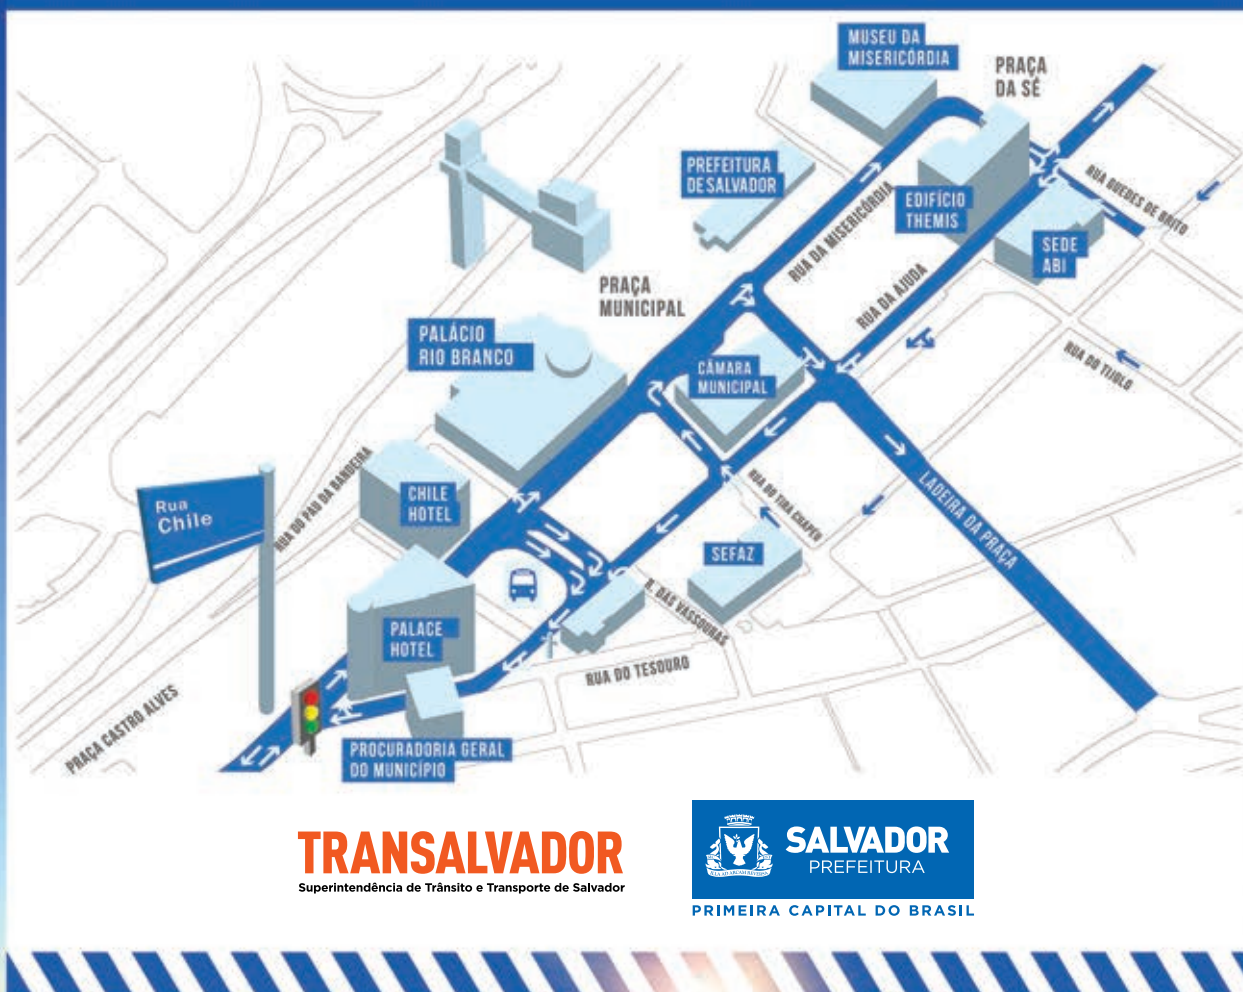 MUSEU DA
MISERICÓRDIA
PRAÇA
DA SÉ
PREFEITURA
DE SALVADOR
EDIFÍCIO
THEMIS
RUA GUEDES DE BRITO
SEDE
ABI
RUA DA MISERICÓRDIA
RUA DA AJUDA
PRAÇA
MUNICIPAL
PALÁCIO
RIO BRANCO
CÂMARA
MUNICIPAL
RUA DO TIJOLO
RUA DO PAU DA BANDEIRA
CHILE
HOTEL
RUA DO TIRA CHAPÉU
LADEIRA DA PRAÇA
Rua
Chile
SEFAZ
R. DAS VASSOURAS
PALACE
HOTEL
RUA DO TESOURO
PRAÇA CASTRO ALVES
PROCURADORIA GERAL
DO MUNICÍPIO
TRANSALVADOR
Superintendência de Trânsito e Transporte de Salvador
SALVADOR
PREFEITURA
PRIMEIRA CAPITAL DO BRASIL